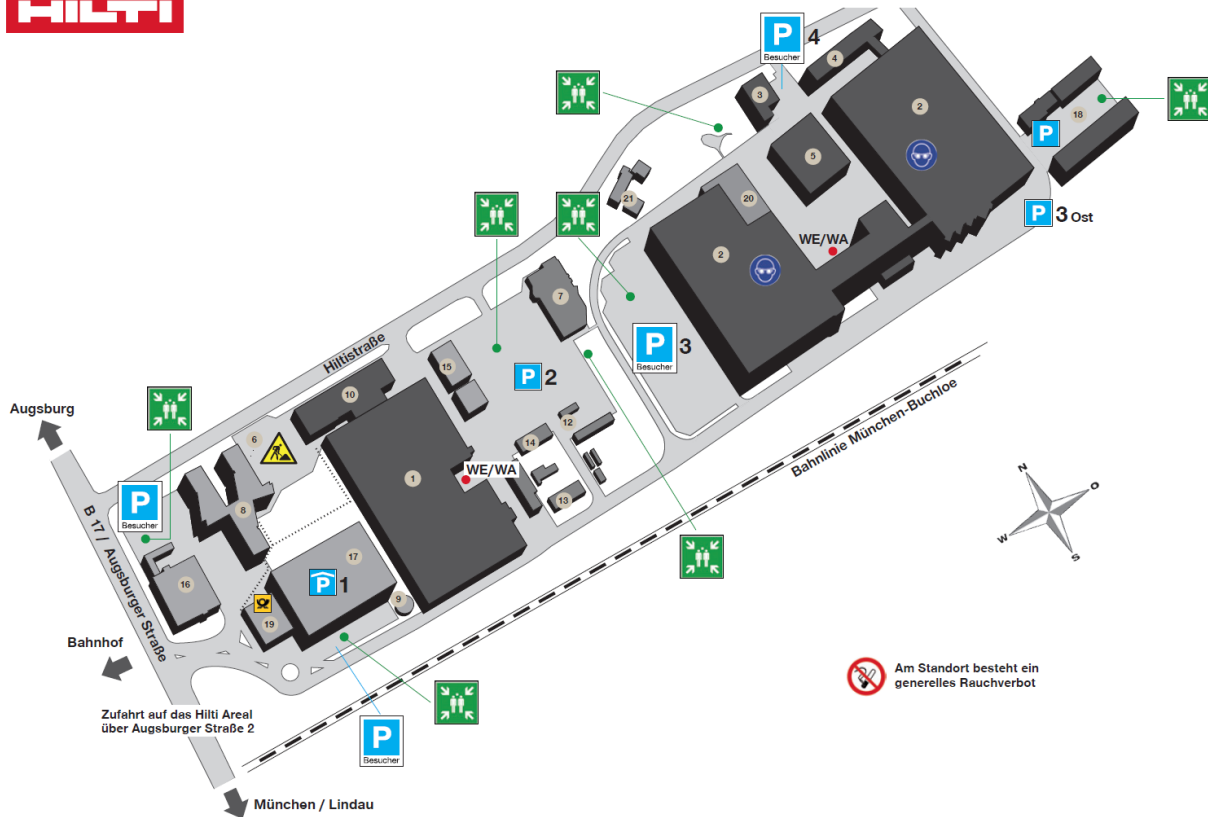 HILTI
P 4
Besucher
4
3
2
18
P
5
P 3 Ost
20
21
WE/WA
2
7
P 3
Besucher
Hiltistraße
15
P 2
10
Augsburg
12
6
14
WE/WA
1
13
Bahnlinie München-Buchloe
P
Besucher
8
B 17 / Augsburger Straße
17
P 1
16
9
19
N
O
W
S
Bahnhof
Am Standort besteht ein
generelles Rauchverbot
Zufahrt auf das Hilti Areal
über Augsburger Straße 2
P
Besucher
München / Lindau